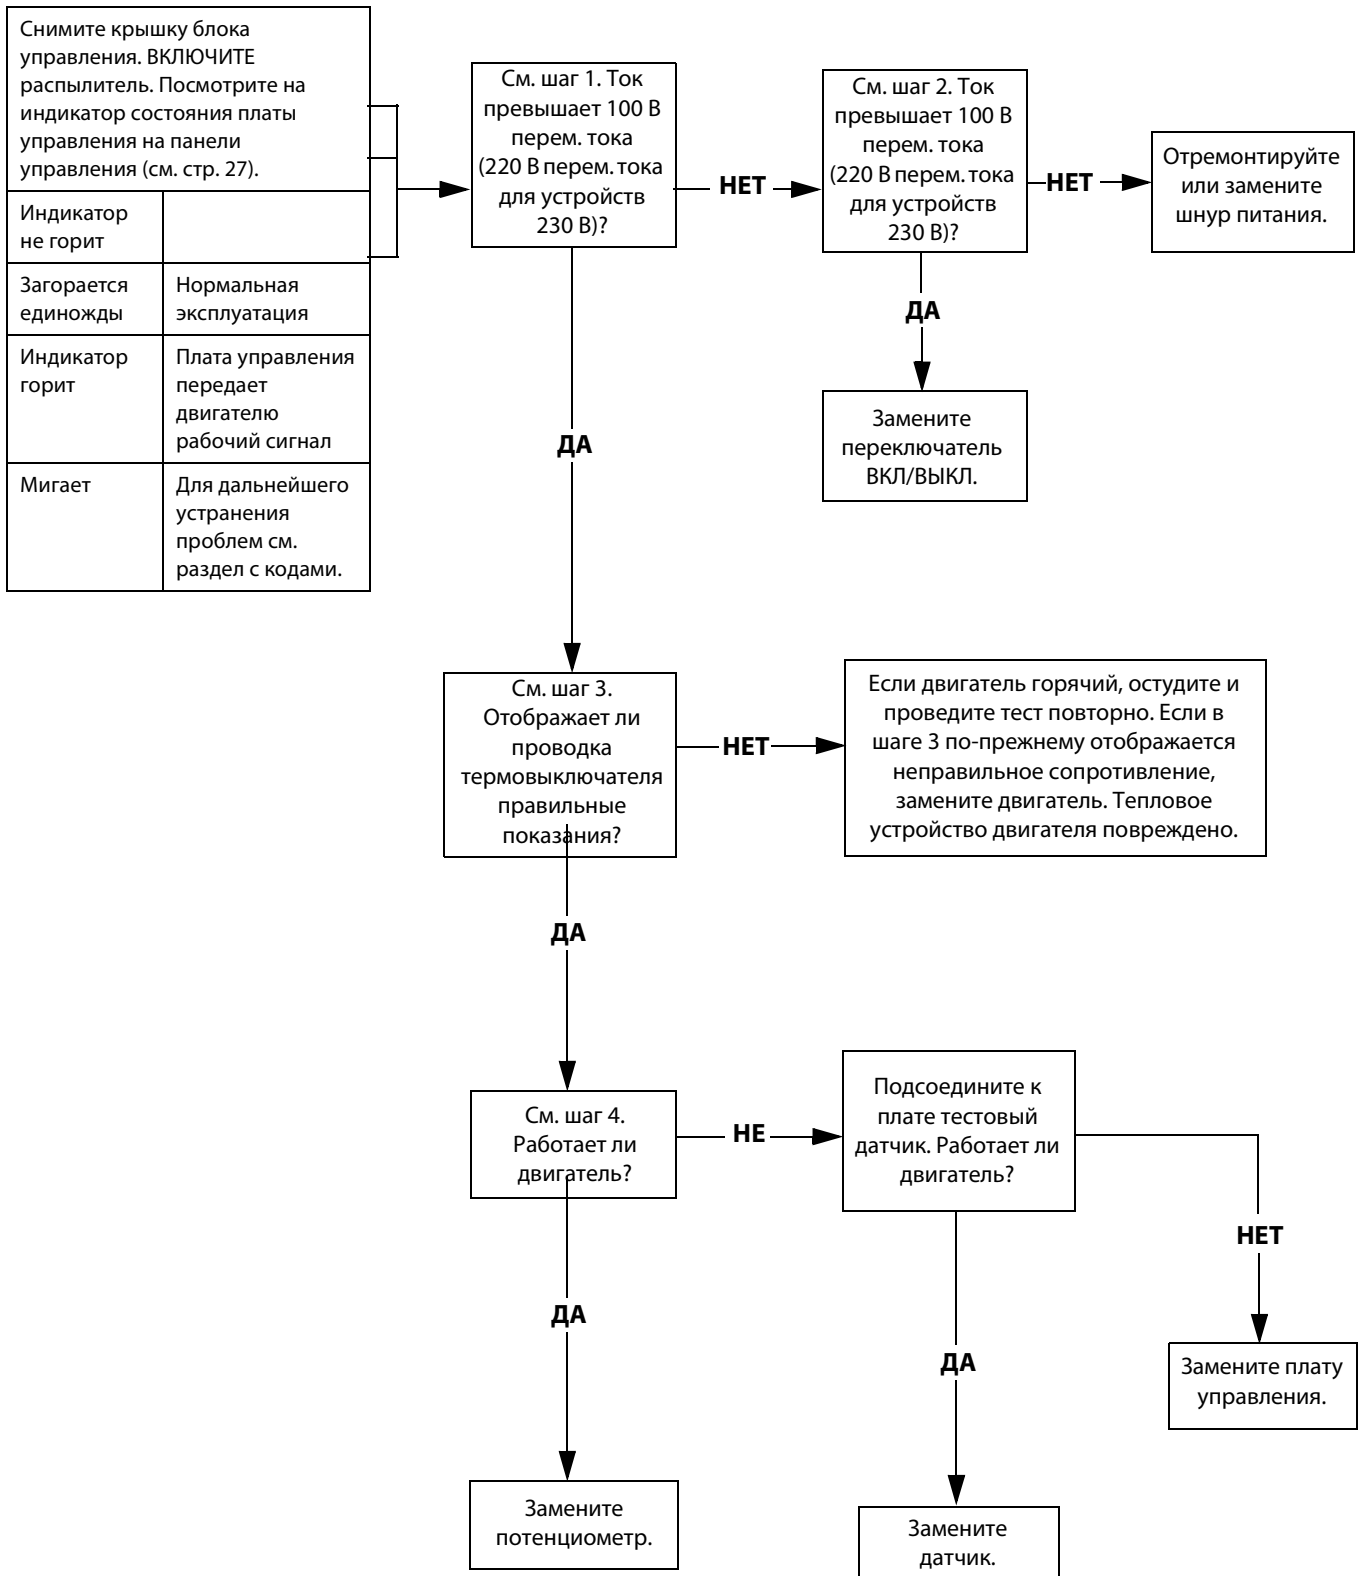 Снимите крышку блока
управления. ВКЛЮЧИТЕ
распылитель. Посмотрите на
индикатор состояния платы
управления на панели
управления (см. стр. 27).
Индикатор
не горит
Загорается
единожды
Нормальная
эксплуатация
Индикатор
горит
Плата управления
передает
двигателю
рабочий сигнал
Мигает
Для дальнейшего
устранения
проблем см.
раздел с кодами.
См. шаг 1. Ток
превышает 100 В
перем. тока
(220 В перем. тока
для устройств
230 В)?
НЕТ
См. шаг 2. Ток
превышает 100 В
перем. тока
(220 В перем. тока
для устройств
230 В)?
НЕТ
Отремонтируйте
или замените
шнур питания.
ДА
Замените
переключатель
ВКЛ/ВЫКЛ.
ДА
См. шаг 3.
Отображает ли
проводка
термовыключателя
правильные
показания?
НЕТ
Если двигатель горячий, остудите и
проведите тест повторно. Если в
шаге 3 по-прежнему отображается
неправильное сопротивление,
замените двигатель. Тепловое
устройство двигателя повреждено.
ДА
См. шаг 4.
Работает ли
двигатель?
НЕ
Подсоедините к
плате тестовый
датчик. Работает ли
двигатель?
НЕТ
Замените плату
управления.
ДА
Замените
потенциометр.
ДА
Замените
датчик.